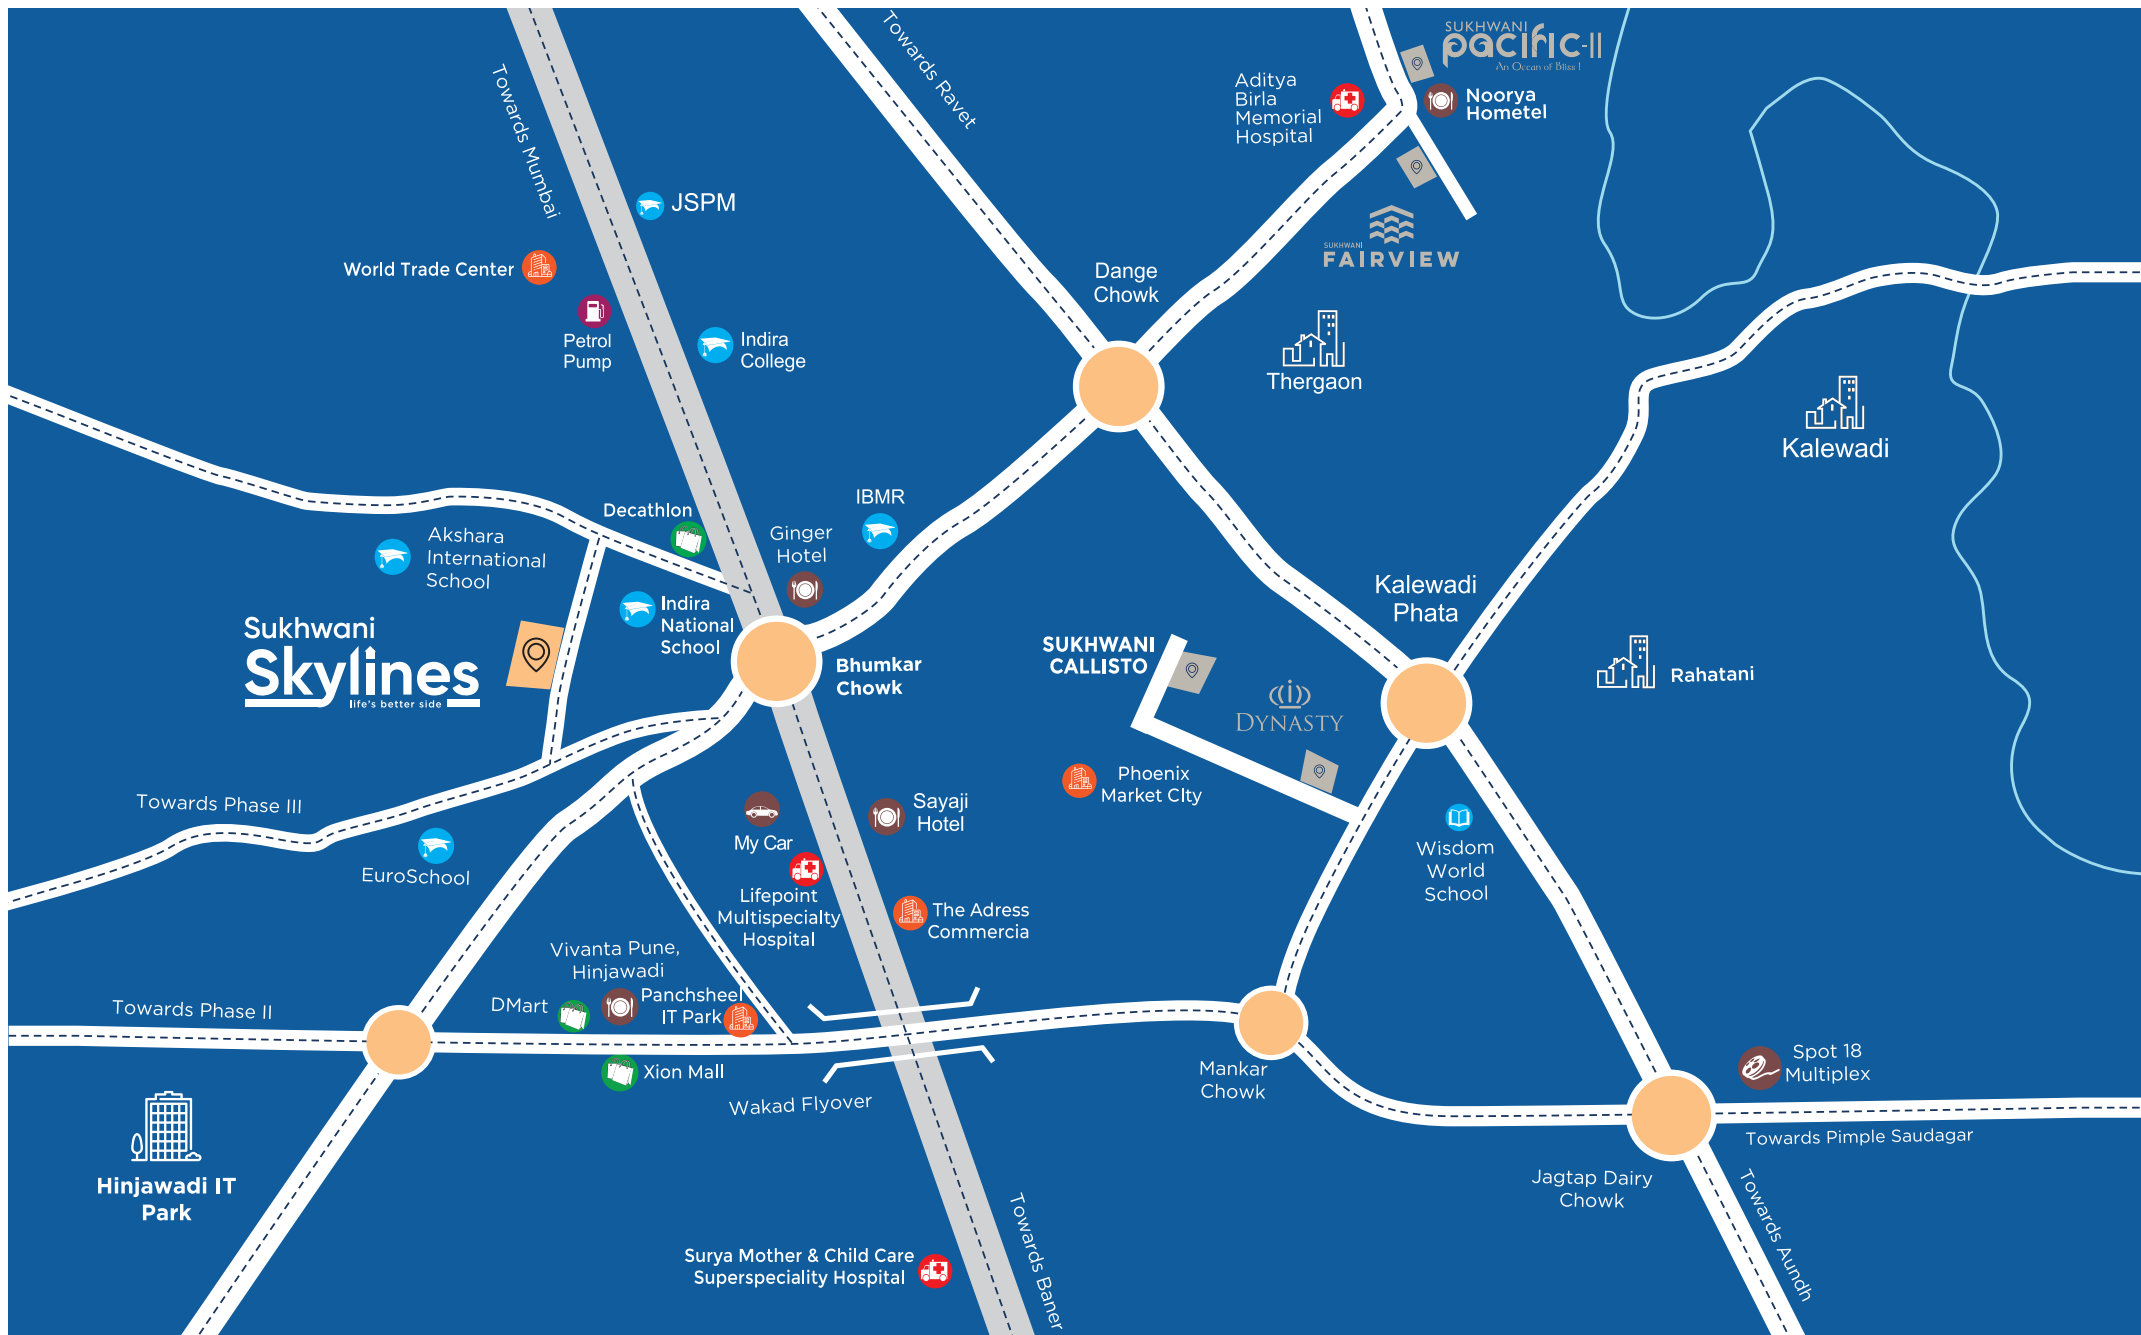 SUKHWANI
pacific-II
An Ocean of Bliss !
Towards Ravet
Towards Mumbai
Aditya
Birla
Memorial
Hospital
Noorya
Hometel
JSPM
SUKHWANI
FAIRVIEW
World Trade Center
Dange
Chowk
Petrol
Pump
Indira
College
Thergaon
Kalewadi
Decathlon
IBMR
Ginger
Hotel
Akshara
International
School
Indira
National
School
Kalewadi
Phata
Sukhwani
Skylines
life's better side
Bhumkar
Chowk
SUKHWANI
CALLISTO
DYNASTY
Rahatani
Phoenix
Market CIty
Towards Phase III
My Car
Sayaji
Hotel
EuroSchool
Wisdom
World
School
Lifepoint
Multispecialty
Hospital
The Adress
Commercia
Vivanta Pune,
Hinjawadi
Towards Phase II
DMart
Panchsheel
IT Park
Xion Mall
Wakad Flyover
Mankar
Chowk
Spot 18
Multiplex
Towards Pimple Saudagar
Hinjawadi IT
Park
Jagtap Dairy
Chowk
Towards Aundh
Towards Baner
Surya Mother & Child Care
Superspeciality Hospital